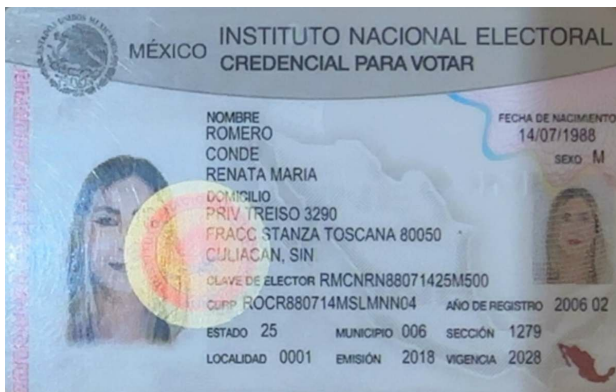 MÉXICO
INSTITUTO NACIONAL ELECTORAL
CREDENCIAL PARA VOTAR
NOMBRE
ROMERO
CONDE
RENATA MARIA
FECHA DE NACIMIENTO
14/07/1988
SEXO M
DOMICILIO
PRIV TREISO 3290
FRACC STANZA TOSCANA 80050
CULIACAN, SIN
CLAVE DE ELECTOR RMCNRN88071425M500
CURP ROCR880714MSLMNN04 AÑO DE REGISTRO 2006 02
ESTADO 25 MUNICIPIO 006 SECCIÓN 1279
LOCALIDAD 0001 EMISIÓN 2018 VIGENCIA 2028